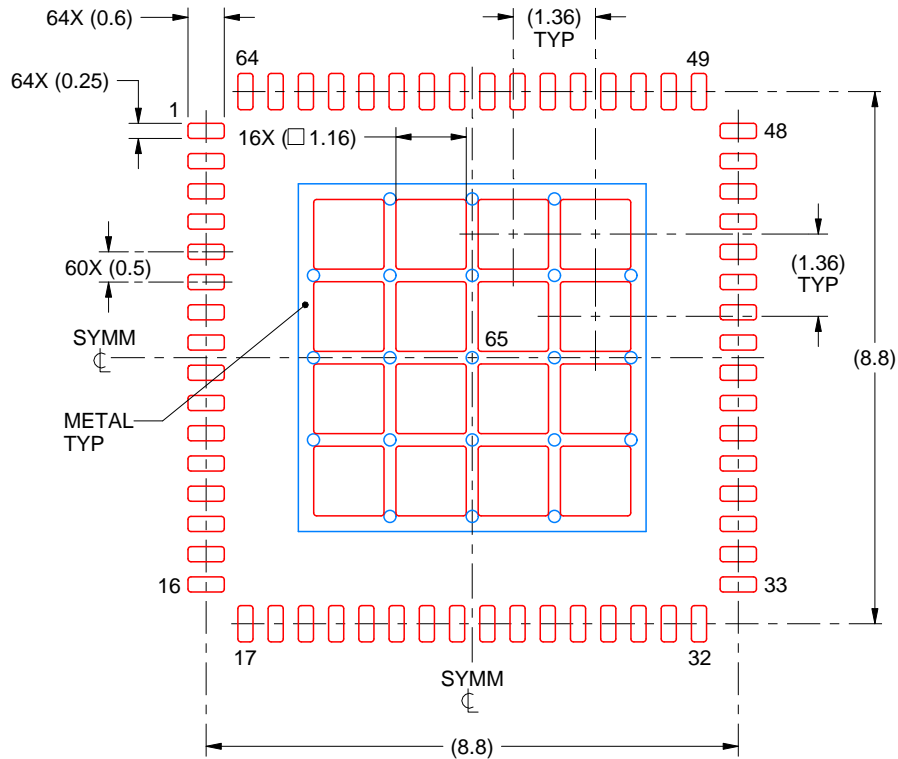 64X (0.6)
(1.36)
TYP
64
49
64X (0.25)
1
16X (□ 1.16)
48
60X (0.5)
(1.36)
TYP
SYMM
℄
65
(8.8)
METAL
TYP
16
33
17
32
SYMM
℄
(8.8)